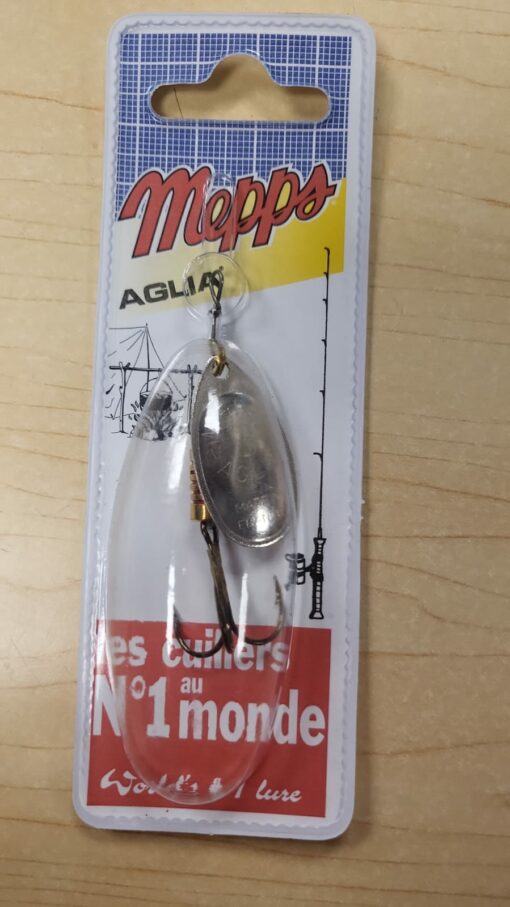 Mepps
AGLIA
Les cuillers
N°1 au
monde
World's #1 lure